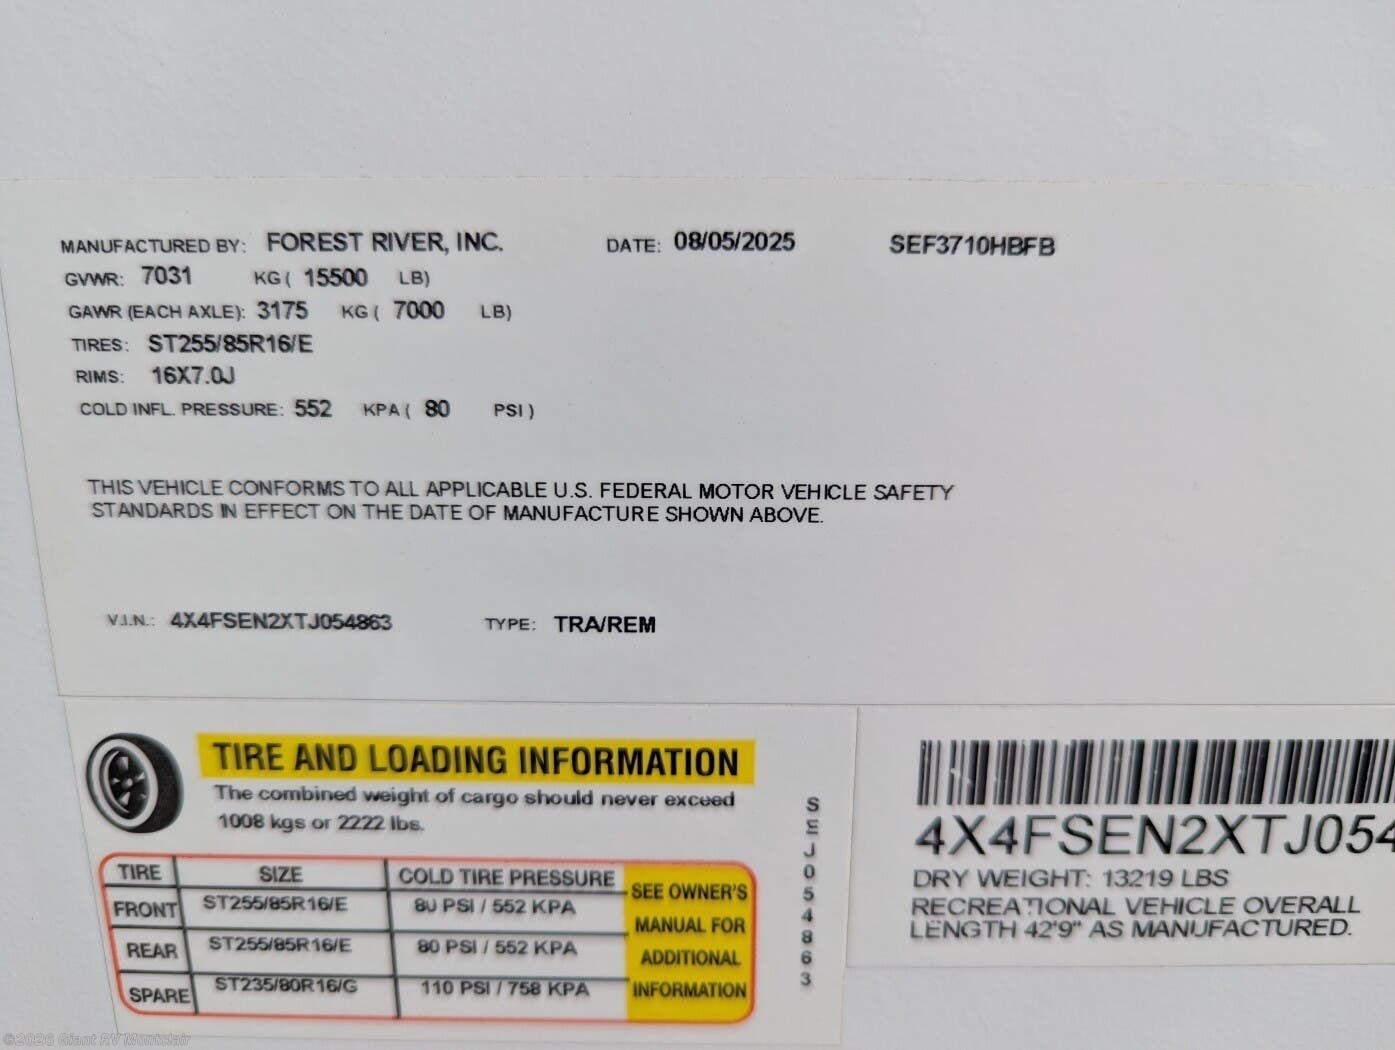 MANUFACTURED BY: FOREST RIVER, INC. DATE: 08/05/2025 SEF3710HBFB
GVWR: 7031 KG ( 15500 LB)
GAWR (EACH AXLE): 3175 KG ( 7000 LB)
TIRES: ST255/85R16/E
RIMS: 16X7.0J
COLD INFL. PRESSURE: 552 KPA ( 80 PSI )
THIS VEHICLE CONFORMS TO ALL APPLICABLE U.S. FEDERAL MOTOR VEHICLE SAFETY
STANDARDS IN EFFECT ON THE DATE OF MANUFACTURE SHOWN ABOVE.
V.I.N.: 4X4FSEN2XTJ054863 TYPE: TRA/REM
TIRE AND LOADING INFORMATION
The combined weight of cargo should never exceed
1008 kgs or 2222 lbs.
TIRE SIZE COLD TIRE PRESSURE
FRONT ST255/85R16/E 80 PSI / 552 KPA
REAR ST255/85R16/E 80 PSI / 552 KPA
SPARE ST235/80R16/G 110 PSI / 758 KPA
SEE OWNER'S
MANUAL FOR
ADDITIONAL
INFORMATION
SEJ054863
4X4FSEN2XTJ054
DRY WEIGHT: 13219 LBS
RECREATIONAL VEHICLE OVERALL
LENGTH 42'9" AS MANUFACTURED.
©2026 Giant RV Montclair